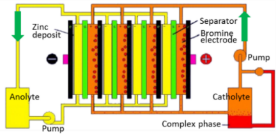 Zinc
deposit
Separator
Bromine
electrode
Pump
Anolyte
Catholyte
Pump
Complex phase